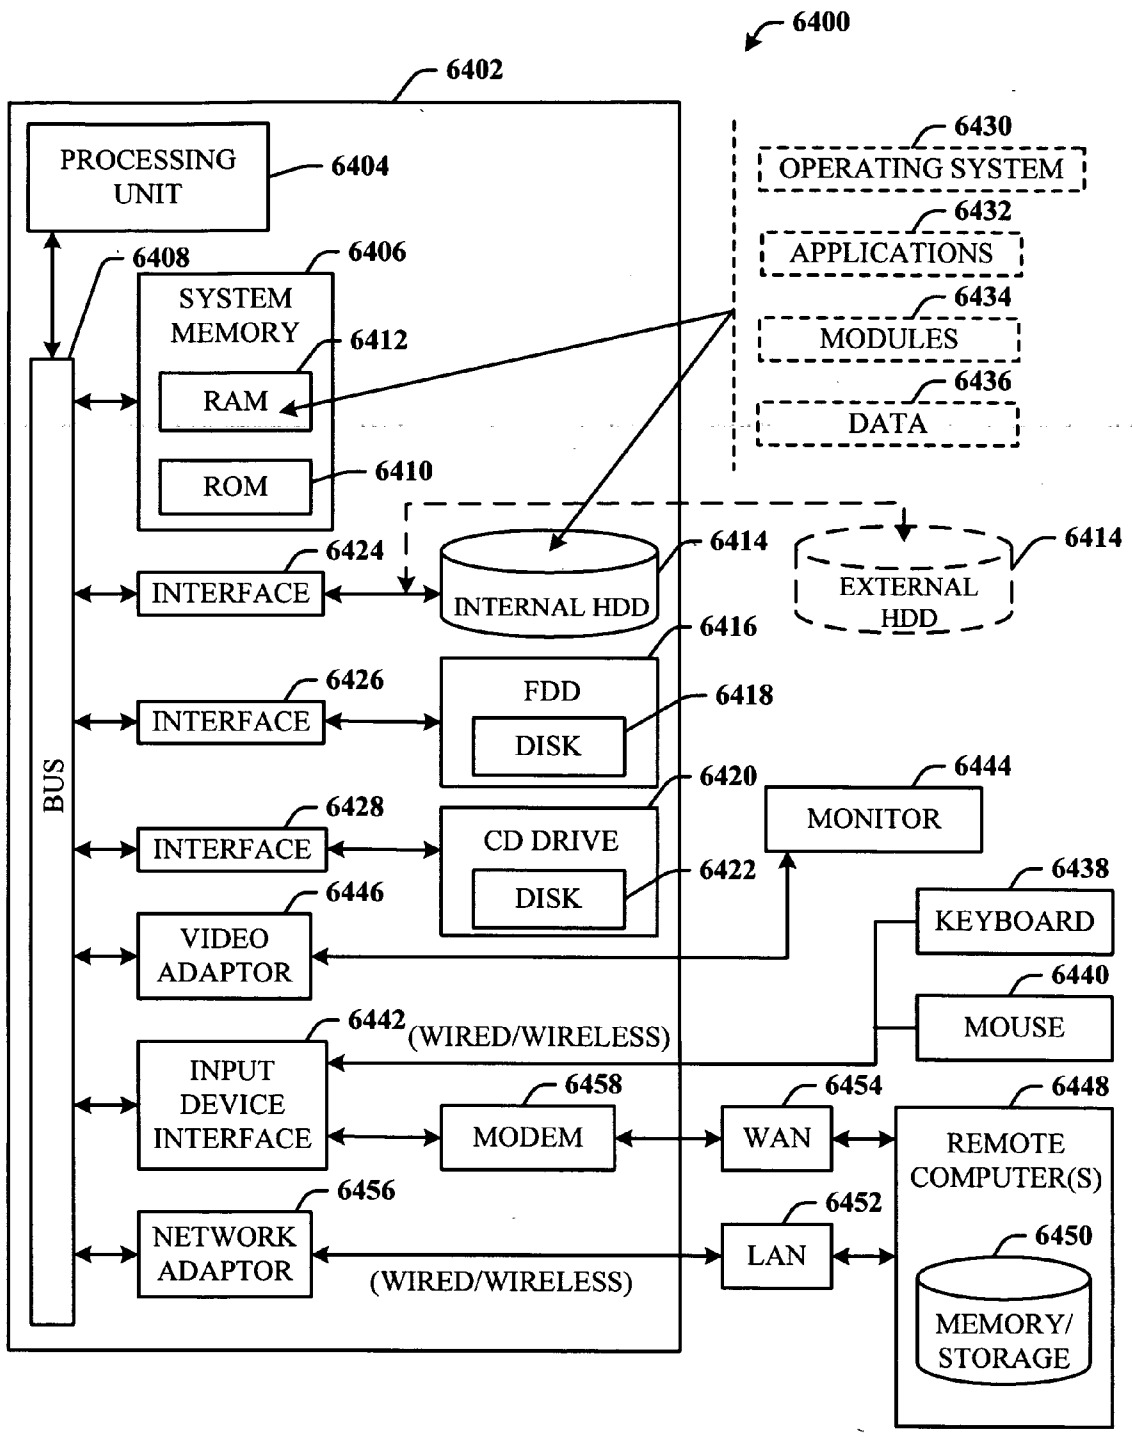 6400
6402
PROCESSING
UNIT
6404
6430
OPERATING SYSTEM
6432
APPLICATIONS
6434
MODULES
6436
DATA
6408
6406
SYSTEM
MEMORY
6412
RAM
6410
ROM
6424
INTERFACE
6414
INTERNAL HDD
6414
EXTERNAL
HDD
6416
FDD
6418
DISK
6426
INTERFACE
BUS
6420
CD DRIVE
6422
DISK
6428
INTERFACE
6444
MONITOR
6446
VIDEO
ADAPTOR
6438
KEYBOARD
6440
MOUSE
6442
INPUT
DEVICE
INTERFACE
(WIRED/WIRELESS)
6458
MODEM
6454
WAN
6448
REMOTE
COMPUTER(S)
6456
NETWORK
ADAPTOR
(WIRED/WIRELESS)
6452
LAN
6450
MEMORY/
STORAGE